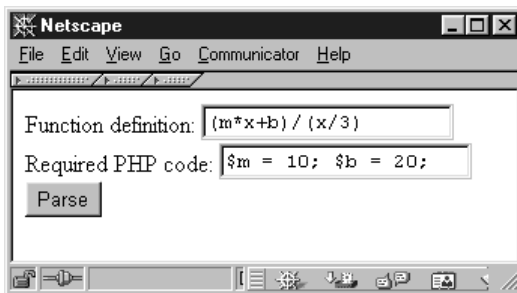 Netscape
File Edit View Go Communicator Help
Function definition: (m*x+b)/(x/3)
Required PHP code: $m = 10; $b = 20;
Parse